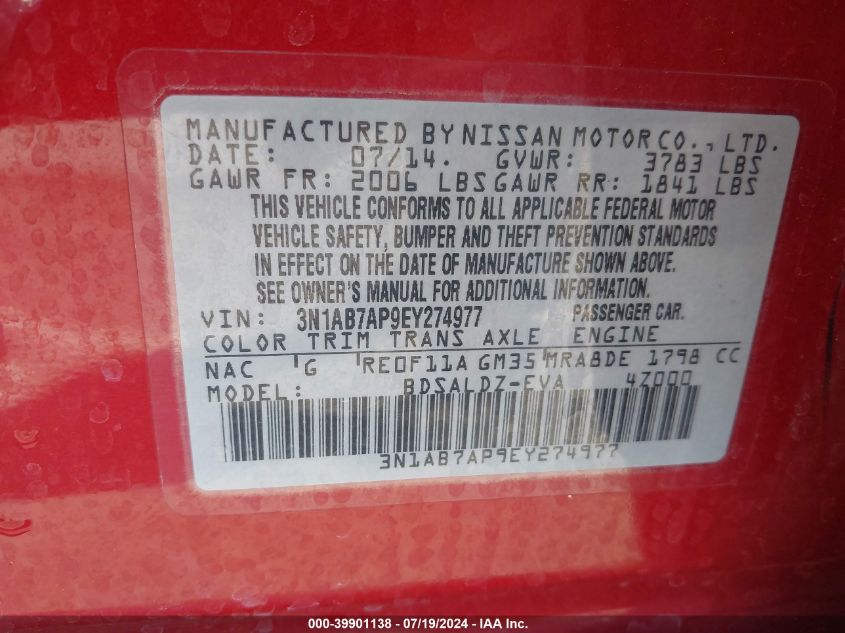 MANUFACTURED BY NISSAN MOTOR CO., LTD.
DATE: 07/14. GVWR: 3783 LBS
GAWR FR: 2006 LBS GAWR RR: 1841 LBS
THIS VEHICLE CONFORMS TO ALL APPLICABLE FEDERAL MOTOR
VEHICLE SAFETY, BUMPER AND THEFT PREVENTION STANDARDS
IN EFFECT ON THE DATE OF MANUFACTURE SHOWN ABOVE.
SEE OWNER'S MANUAL FOR ADDITIONAL INFORMATION.
VIN: 3N1AB7AP9EY274977 PASSENGER CAR.
COLOR TRIM TRANS AXLE ENGINE
NAC G RE0F11A GM35 MRA8DE 1798 CC
MODEL: BDSALDZ-EVA 4Z000
3N1AB7AP9EY274977
000-39901138 - 07/19/2024 - IAA Inc.